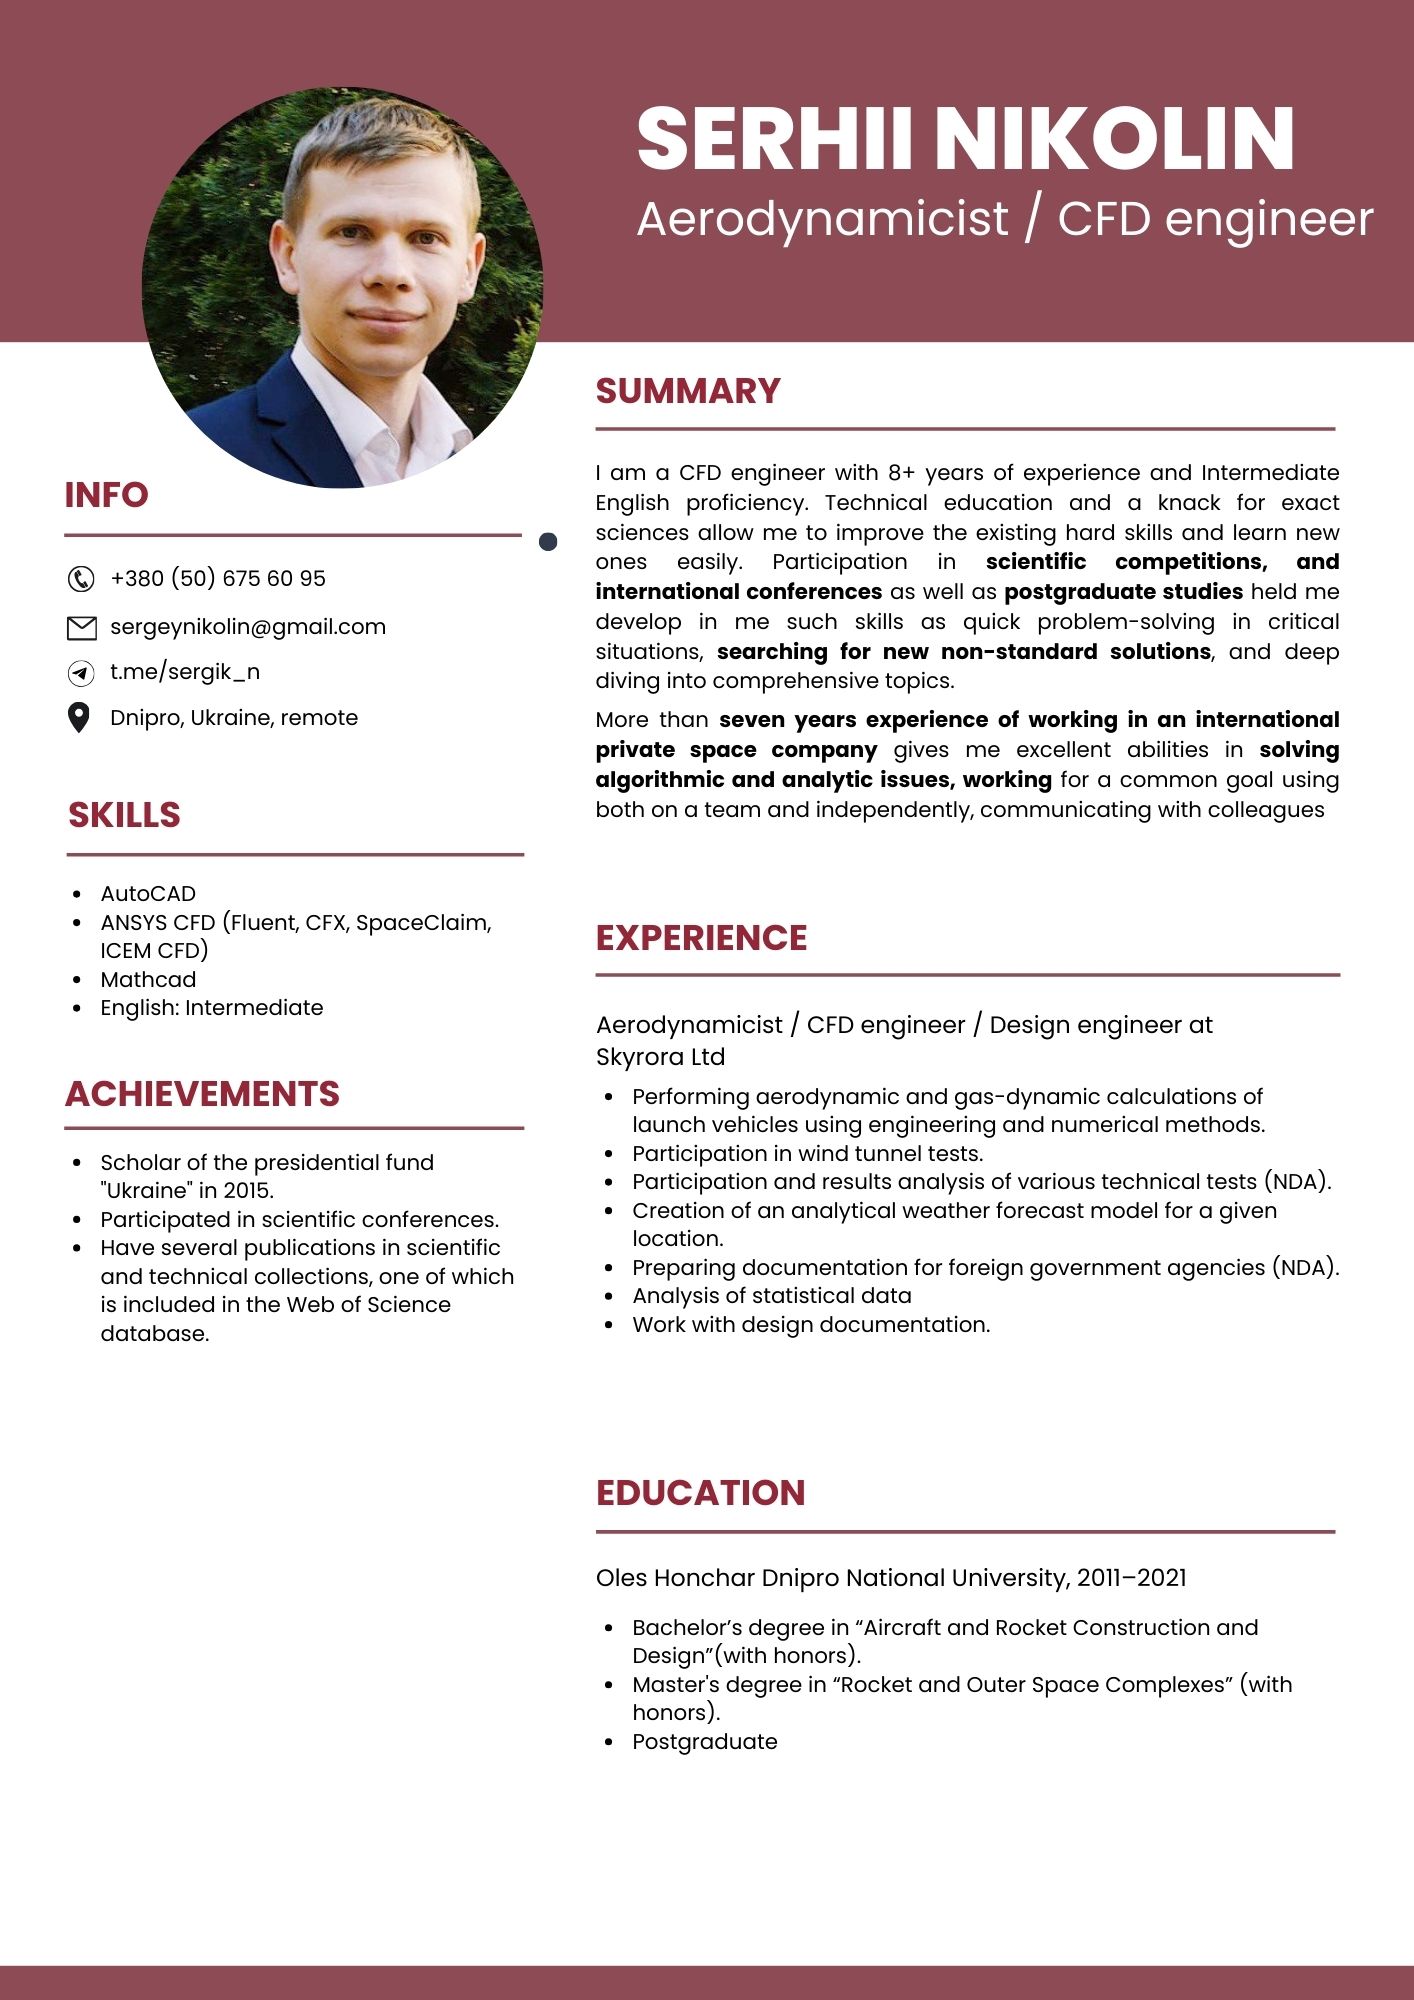 SERHII NIKOLIN
Aerodynamicist / CFD engineer
INFO
+380 (50) 675 60 95
sergeynikolin@gmail.com
t.me/sergik_n
Dnipro, Ukraine, remote
SKILLS
• AutoCAD
• ANSYS CFD (Fluent, CFX, SpaceClaim,
ICEM CFD)
• Mathcad
• English: Intermediate
ACHIEVEMENTS
• Scholar of the presidential fund
"Ukraine" in 2015.
• Participated in scientific conferences.
• Have several publications in scientific
and technical collections, one of which
is included in the Web of Science
database.
SUMMARY
I am a CFD engineer with 8+ years of experience and Intermediate
English proficiency. Technical education and a knack for exact
sciences allow me to improve the existing hard skills and learn new
ones easily. Participation in scientific competitions, and
international conferences as well as postgraduate studies held me
develop in me such skills as quick problem-solving in critical
situations, searching for new non-standard solutions, and deep
diving into comprehensive topics.
More than seven years experience of working in an international
private space company gives me excellent abilities in solving
algorithmic and analytic issues, working for a common goal using
both on a team and independently, communicating with colleagues
EXPERIENCE
Aerodynamicist / CFD engineer / Design engineer at
Skyrora Ltd
• Performing aerodynamic and gas-dynamic calculations of
launch vehicles using engineering and numerical methods.
• Participation in wind tunnel tests.
• Participation and results analysis of various technical tests (NDA).
• Creation of an analytical weather forecast model for a given
location.
• Preparing documentation for foreign government agencies (NDA).
• Analysis of statistical data
• Work with design documentation.
EDUCATION
Oles Honchar Dnipro National University, 2011–2021
• Bachelor’s degree in “Aircraft and Rocket Construction and
Design”(with honors).
• Master's degree in “Rocket and Outer Space Complexes” (with
honors).
• Postgraduate